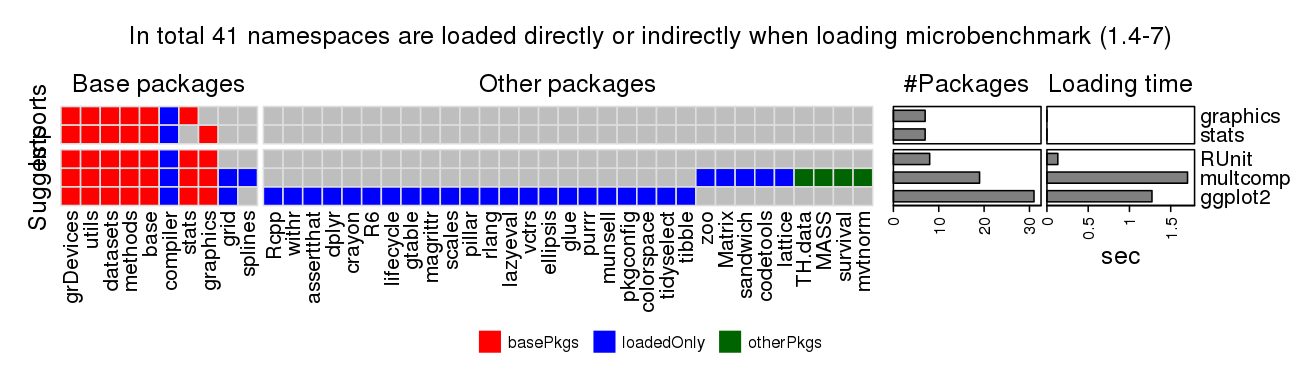 In total 41 namespaces are loaded directly or indirectly when loading microbenchmark (1.4-7)
Base packages
Other packages
#Packages
Loading time
Imports
Suggests
graphics
stats
RUnit
multcomp
ggplot2
grDevices
utils
datasets
methods
base
compiler
stats
graphics
grid
splines
Rcpp
withr
assertthat
dplyr
crayon
R6
lifecycle
gtable
magrittr
scales
pillar
rlang
lazyeval
vctrs
ellipsis
glue
purrr
munsell
pkgconfig
colorspace
tidyselect
tibble
zoo
Matrix
sandwich
codetools
lattice
TH.data
MASS
survival
mvtnorm
0
10
20
30
0
0.5
1
1.5
sec
basePkgs
loadedOnly
otherPkgs